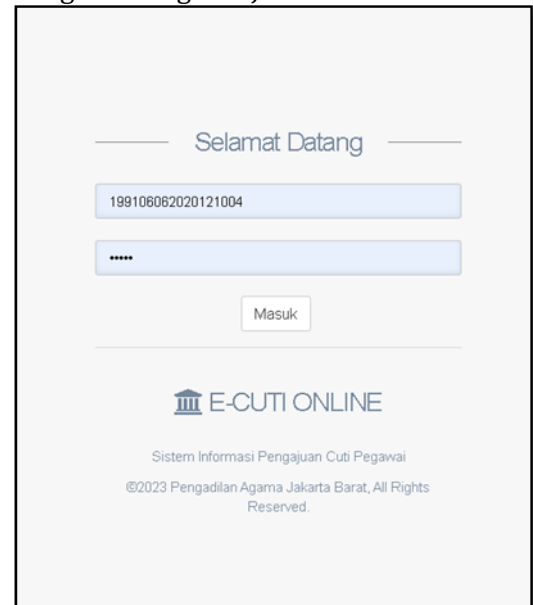 Selamat Datang
199106062020121004
•••••
Masuk
E-CUTI ONLINE
Sistem Informasi Pengajuan Cuti Pegawai
©2023 Pengadilan Agama Jakarta Barat, All Rights
Reserved.